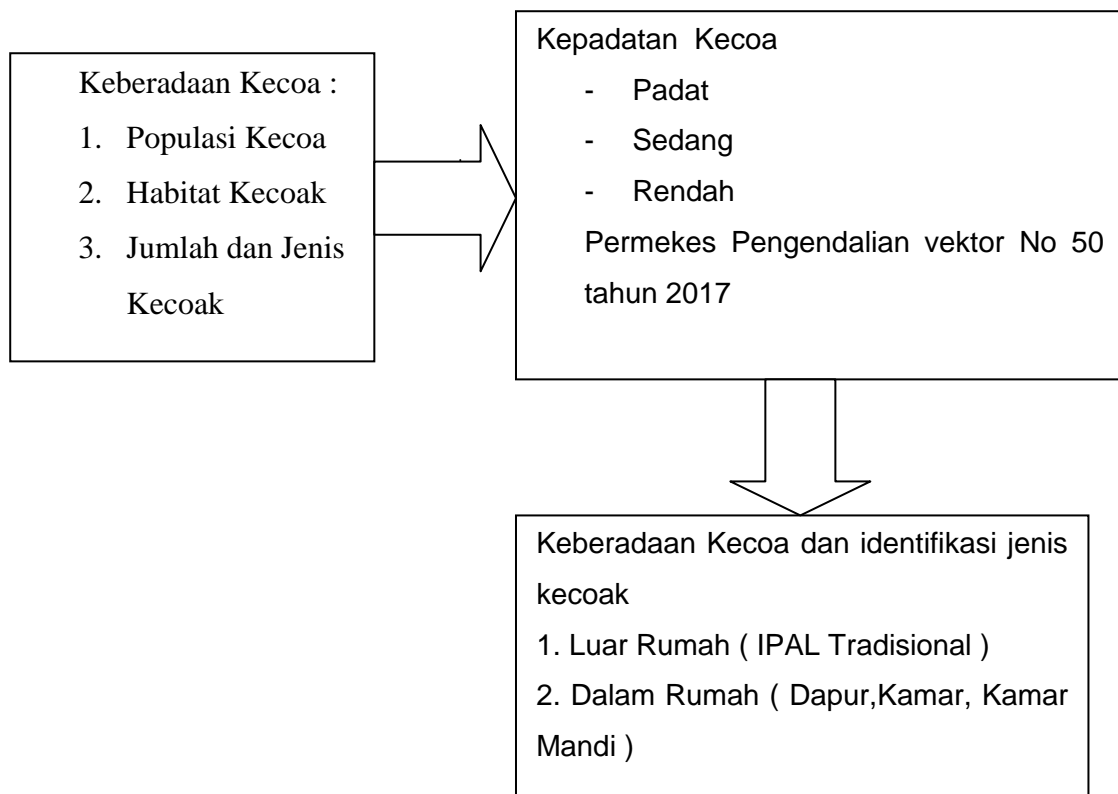 Keberadaan Kecoa :
1. Populasi Kecoa
2. Habitat Kecoak
3. Jumlah dan Jenis
Kecoak
Kepadatan Kecoa
- Padat
- Sedang
- Rendah
Permekes Pengendalian vektor No 50
tahun 2017
Keberadaan Kecoa dan identifikasi jenis
kecoak
1. Luar Rumah ( IPAL Tradisional )
2. Dalam Rumah ( Dapur,Kamar, Kamar
Mandi )